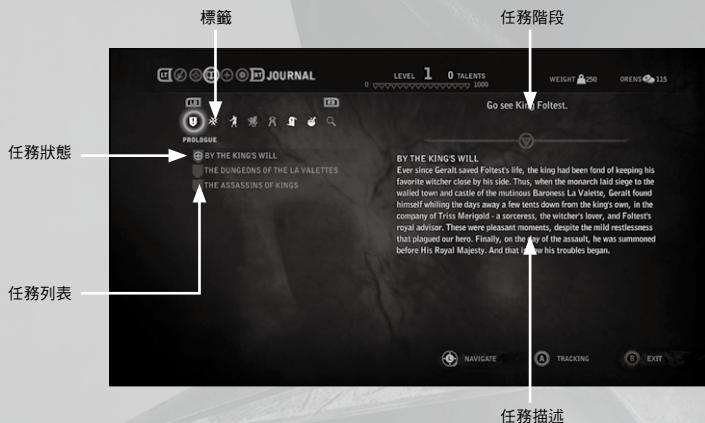 標籤
任務階段
LT
RT JOURNAL
LEVEL 1 0 TALENTS
0 1000
WEIGHT 250
ORENS 115
LB
RB
Go see King Foltest.
PROLOGUE
任務狀態
BY THE KING'S WILL
THE DUNGEONS OF THE LA VALETTES
THE ASSASSINS OF KINGS
BY THE KING'S WILL
Ever since Geralt saved Foltest's life, the king had been fond of keeping his
favorite witcher close by his side. Thus, when the monarch laid siege to the
walled town and castle of the mutinous Baroness La Valette, Geralt found
himself whiling the days away a few tents down from the king's own, in the
company of Triss Merigold - a sorceress, the witcher's lover, and Foltest's
royal advisor. These were pleasant moments, despite the mild restlessness
that plagued our hero. Finally, on the day of the assault, he was summoned
before His Royal Majesty. And that is how his troubles began.
任務列表
L NAVIGATE
A TRACKING
B EXIT
任務描述